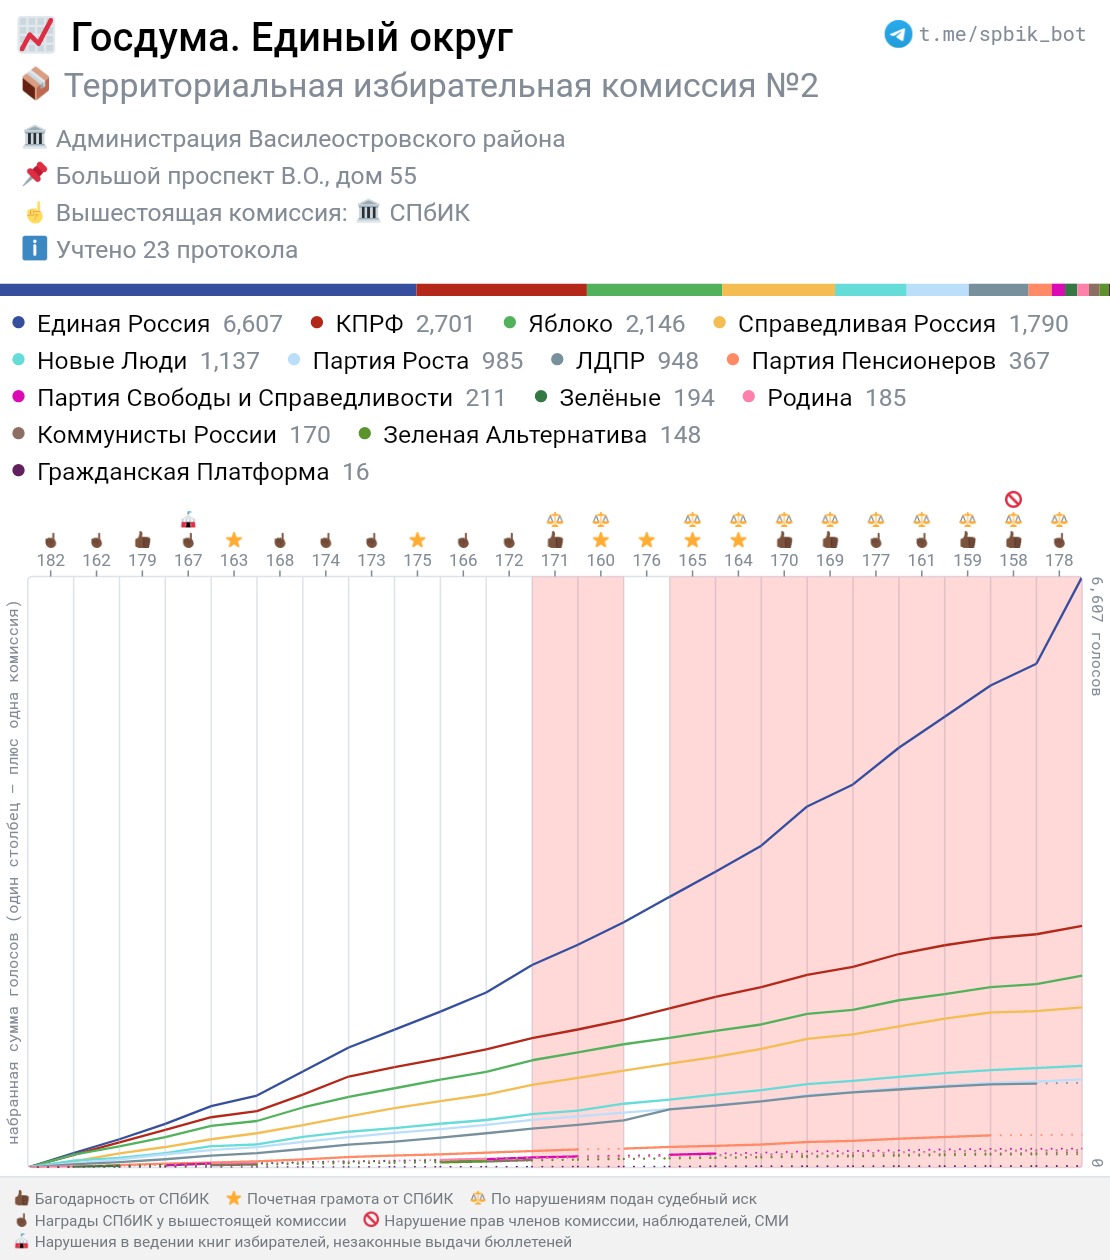 Госдума. Единый округ
t.me/spbik_bot
Территориальная избирательная комиссия №2
Администрация Василеостровского района
Большой проспект В.О., дом 55
Вышестоящая комиссия: СПбИК
Учтено 23 протокола
Единая Россия 6,607 КПРФ 2,701 Яблоко 2,146 Справедливая Россия 1,790
Новые Люди 1,137 Партия Роста 985 ЛДПР 948 Партия Пенсионеров 367
Партия Свободы и Справедливости 211 Зелёные 194 Родина 185
Коммунисты России 170 Зеленая Альтернатива 148
Гражданская Платформа 16
182 162 179 167 163 168 174 173 175 166 172 171 160 176 165 164 170 169 177 161 159 158 178
набранная сумма голосов (один столбец – плюс одна комиссия)
6,607 голосов
0
Багодарность от СПбИК Почетная грамота от СПбИК По нарушениям подан судебный иск
Награды СПбИК у вышестоящей комиссии Нарушение прав членов комиссии, наблюдателей, СМИ
Нарушения в ведении книг избирателей, незаконные выдачи бюллетеней